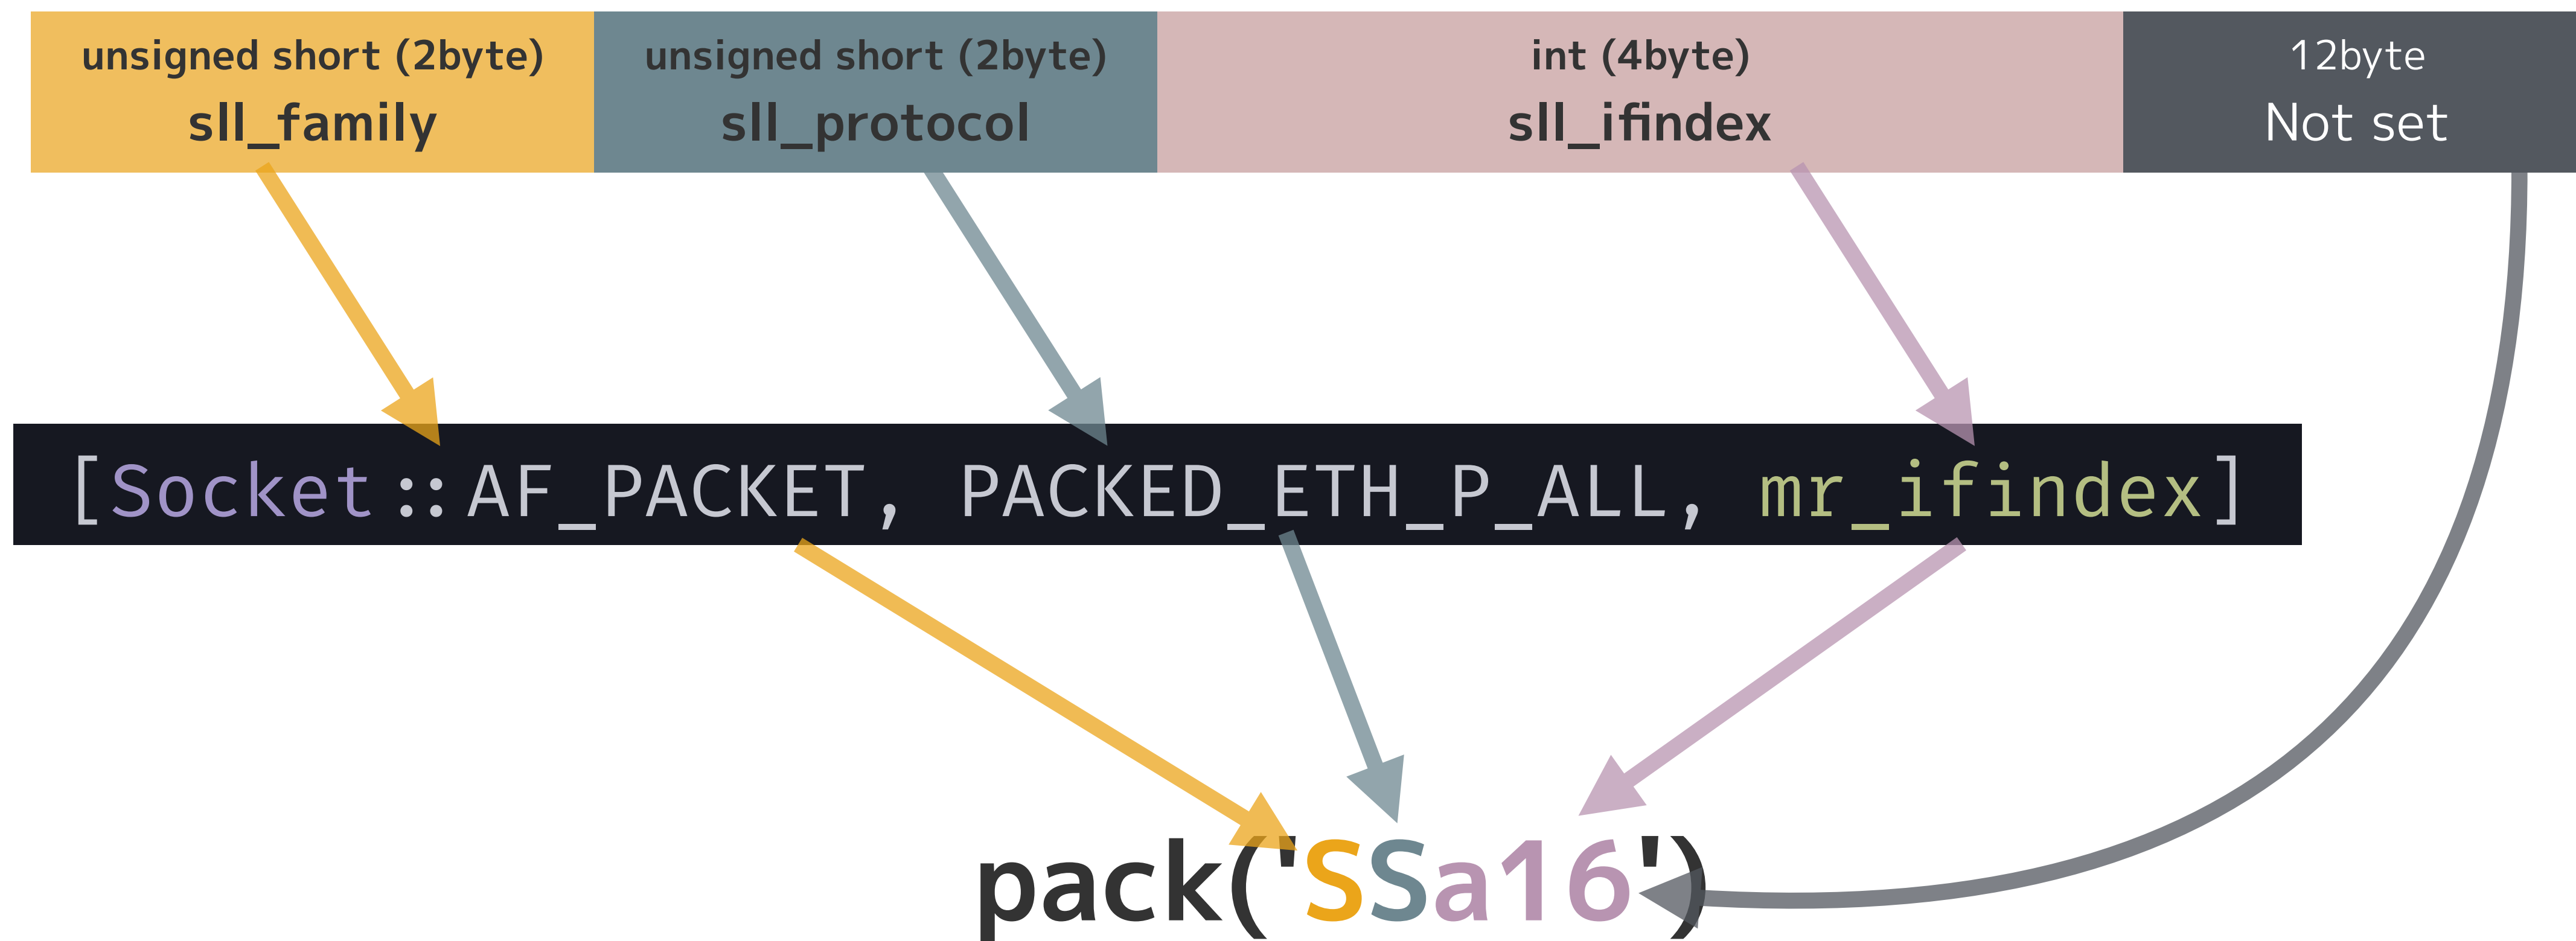 unsigned short (2byte)
sll_family
unsigned short (2byte)
sll_protocol
int (4byte)
sll_ifindex
12byte
Not set
[Socket::AF_PACKET, PACKED_ETH_P_ALL, mr_ifindex]
pack('SSa16')